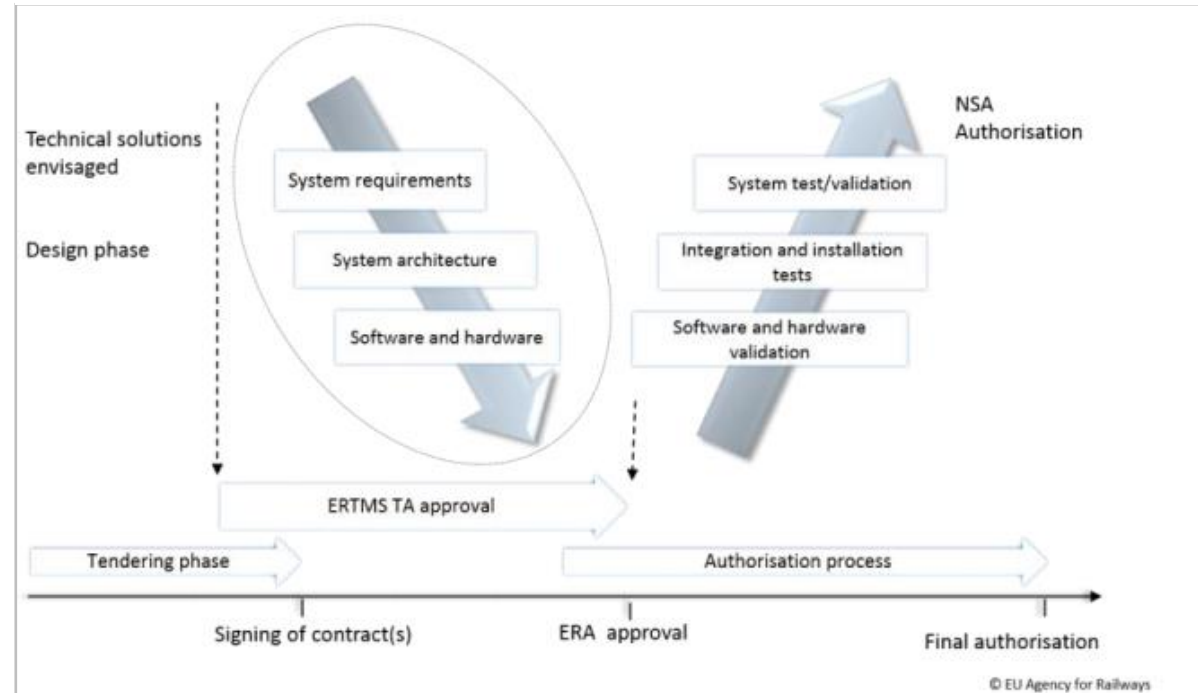 Technical solutions
envisaged
Design phase
System requirements
System architecture
Software and hardware
NSA
Authorisation
System test/validation
Integration and installation
tests
Software and hardware
validation
ERTMS TA approval
Tendering phase
Authorisation process
Signing of contract(s)
ERA approval
Final authorisation
© EU Agency for Railways